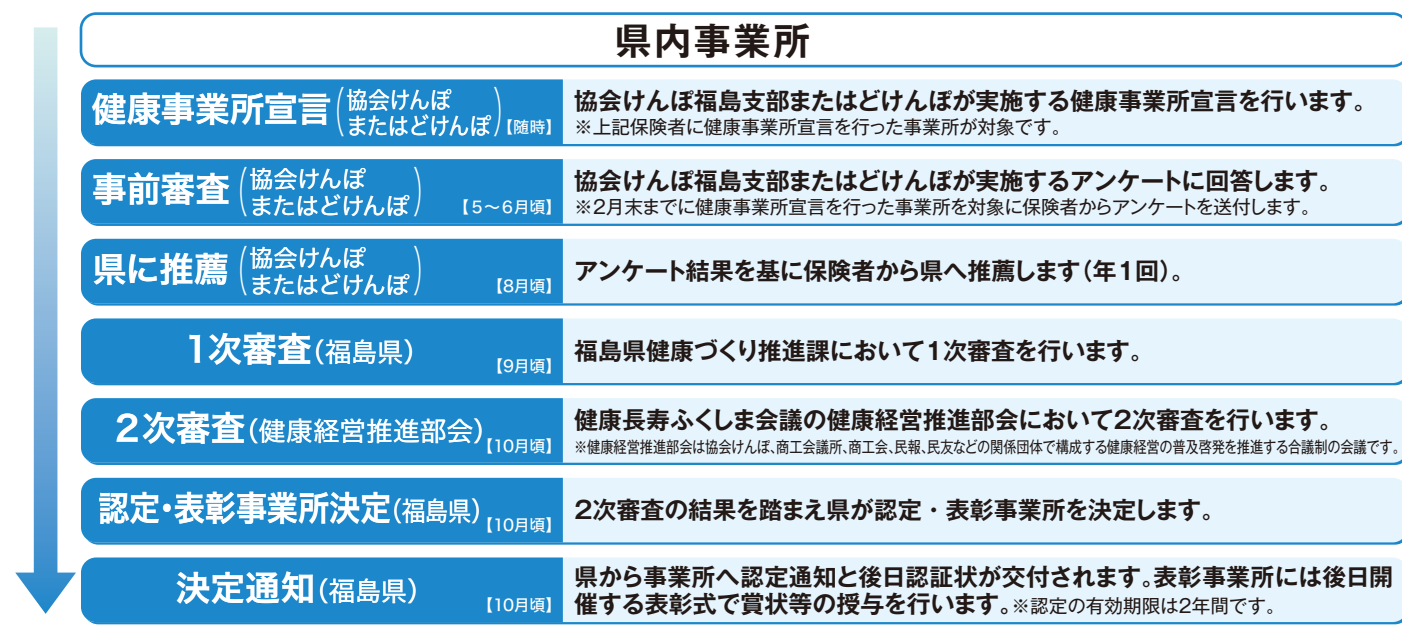 県内事業所
健康事業所宣言(協会けんぽ
またはどけんぽ)【随時】
協会けんぽ福島支部またはどけんぽが実施する健康事業所宣言を行います。
※上記保険者に健康事業所宣言を行った事業所が対象です。
事前審査(協会けんぽ
またはどけんぽ)【5～6月頃】
協会けんぽ福島支部またはどけんぽが実施するアンケートに回答します。
※2月末までに健康事業所宣言を行った事業所を対象に保険者からアンケートを送付します。
県に推薦(協会けんぽ
またはどけんぽ)【8月頃】
アンケート結果を基に保険者から県へ推薦します(年1回)。
1次審査(福島県)【9月頃】
福島県健康づくり推進課において1次審査を行います。
2次審査(健康経営推進部会)【10月頃】
健康長寿ふくしま会議の健康経営推進部会において2次審査を行います。
※健康経営推進部会は協会けんぽ、商工会議所、商工会、民報、民友などの関係団体で構成する健康経営の普及啓発を推進する合議制の会議です。
認定・表彰事業所決定(福島県)【10月頃】
2次審査の結果を踏まえ県が認定・表彰事業所を決定します。
決定通知(福島県)【10月頃】
県から事業所へ認定通知と後日認証状が交付されます。表彰事業所には後日開
催する表彰式で賞状等の授与を行います。※認定の有効期限は2年間です。